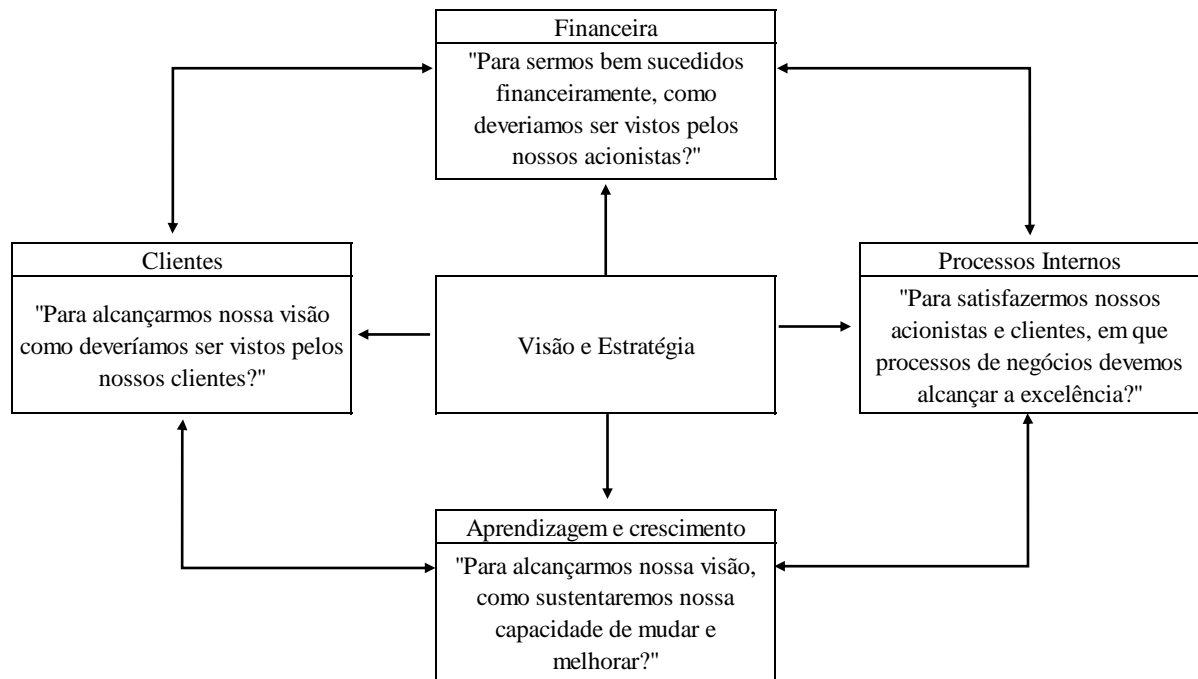 Financeira
"Para sermos bem sucedidos
financeiramente, como
deveriamos ser vistos pelos
nossos acionistas?"
Clientes
"Para alcançarmos nossa visão
como deveríamos ser vistos pelos
nossos clientes?"
Visão e Estratégia
Processos Internos
"Para satisfazermos nossos
acionistas e clientes, em que
processos de negócios devemos
alcançar a excelência?"
Aprendizagem e crescimento
"Para alcançarmos nossa visão,
como sustentaremos nossa
capacidade de mudar e
melhorar?"